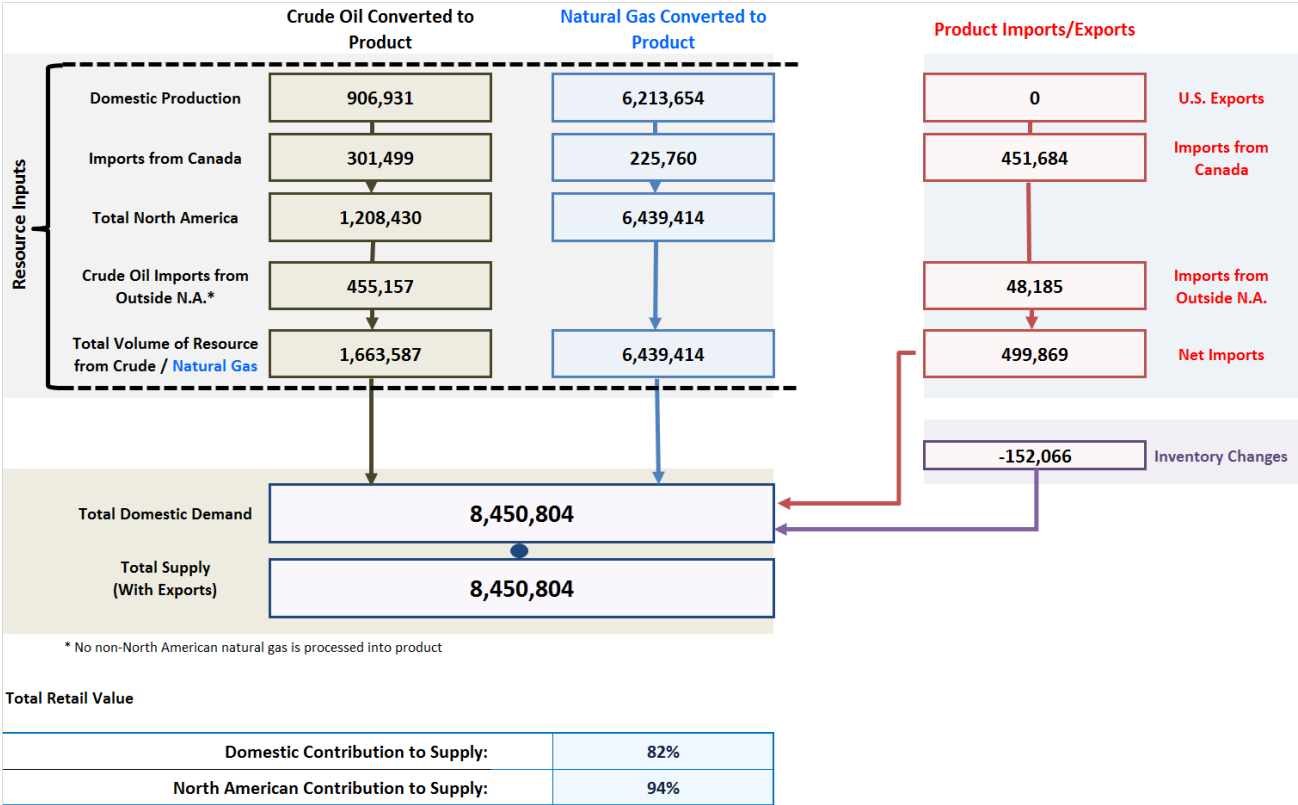 Crude Oil Converted to
Product
Natural Gas Converted to
Product
Product Imports/Exports
Resource Inputs
Domestic Production
906,931
6,213,654
0
U.S. Exports
Imports from Canada
301,499
225,760
451,684
Imports from
Canada
Total North America
1,208,430
6,439,414
Crude Oil Imports from
Outside N.A.*
455,157
48,185
Imports from
Outside N.A.
Total Volume of Resource
from Crude / Natural Gas
1,663,587
6,439,414
499,869
Net Imports
-152,066
Inventory Changes
Total Domestic Demand
8,450,804
Total Supply
(With Exports)
8,450,804
* No non-North American natural gas is processed into product
Total Retail Value
Domestic Contribution to Supply:
82%
North American Contribution to Supply:
94%